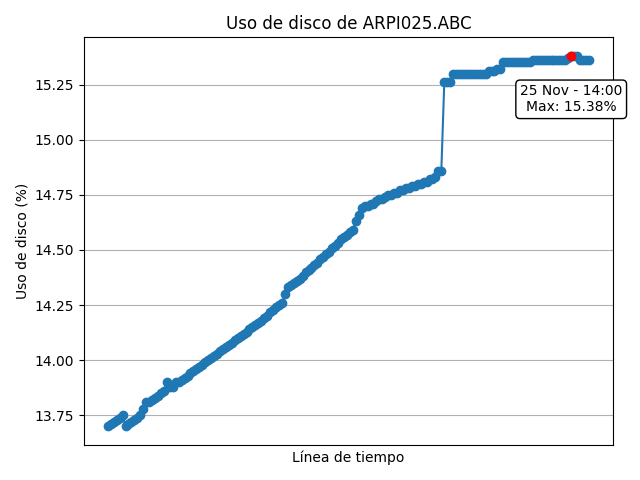 Uso de disco de ARPI025.ABC
15.25
15.00
14.75
14.50
14.25
14.00
13.75
Uso de disco (%)
25 Nov - 14:00
Max: 15.38%
Línea de tiempo